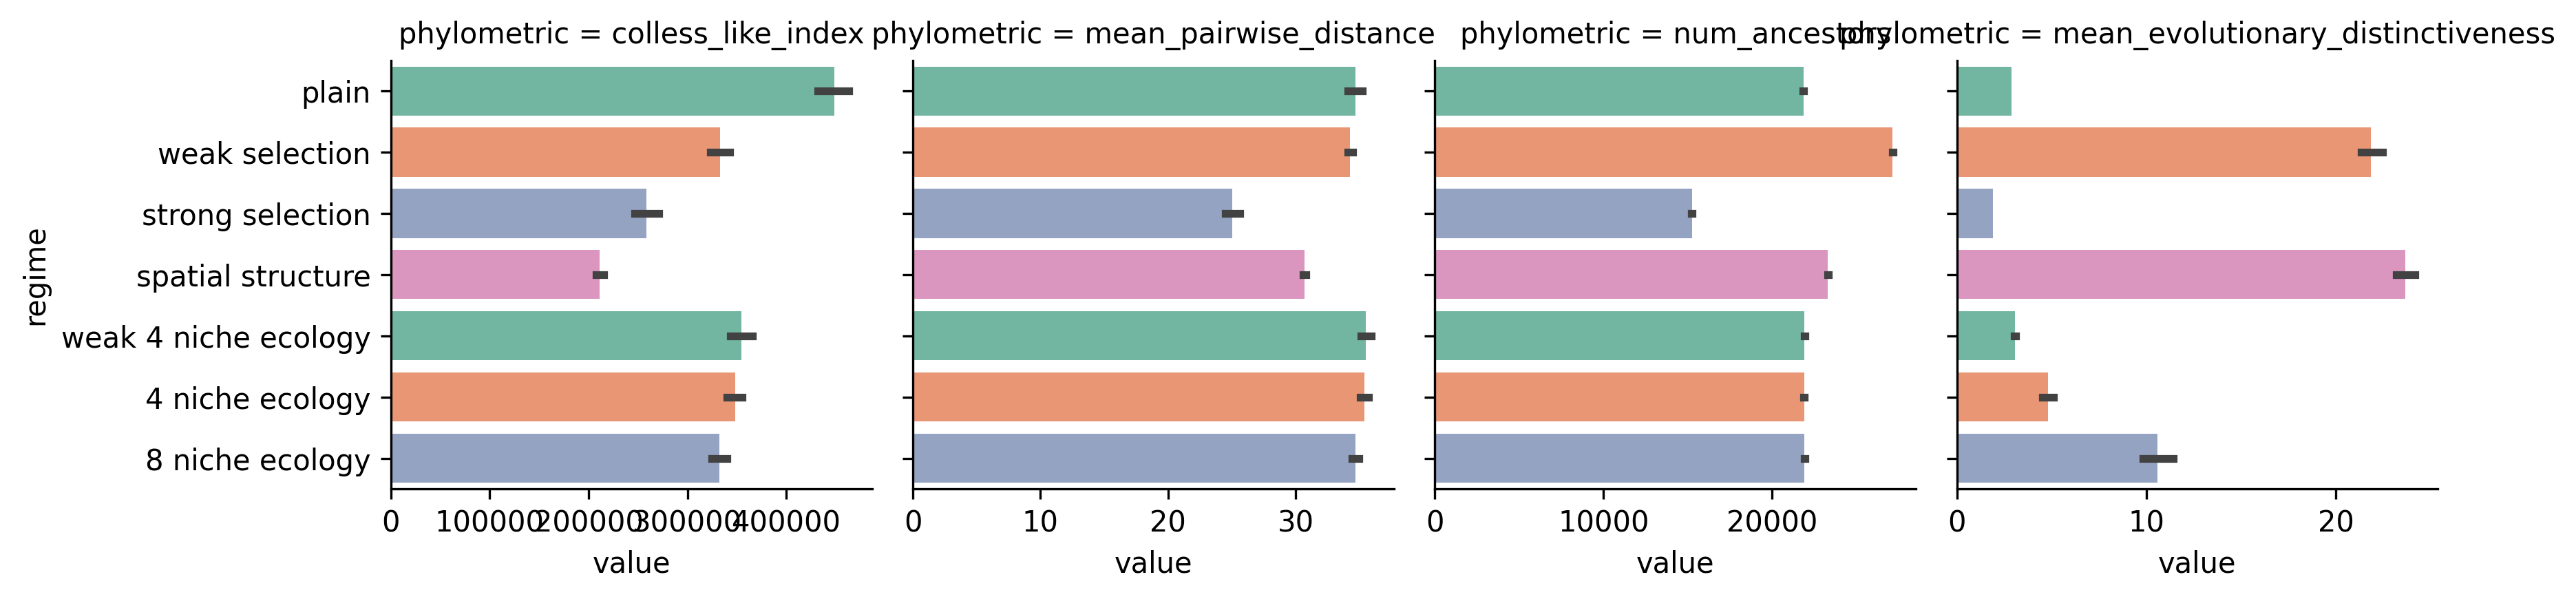 phylometric = colless_like_index
phylometric = mean_pairwise_distance
phylometric = num_ancestors
phylometric = mean_evolutionary_distinctiveness
regime
plain
weak selection
strong selection
spatial structure
weak 4 niche ecology
4 niche ecology
8 niche ecology
0 100000 200000 300000 400000
value
0 10 20 30
value
0 10000 20000
value
0 10 20
value